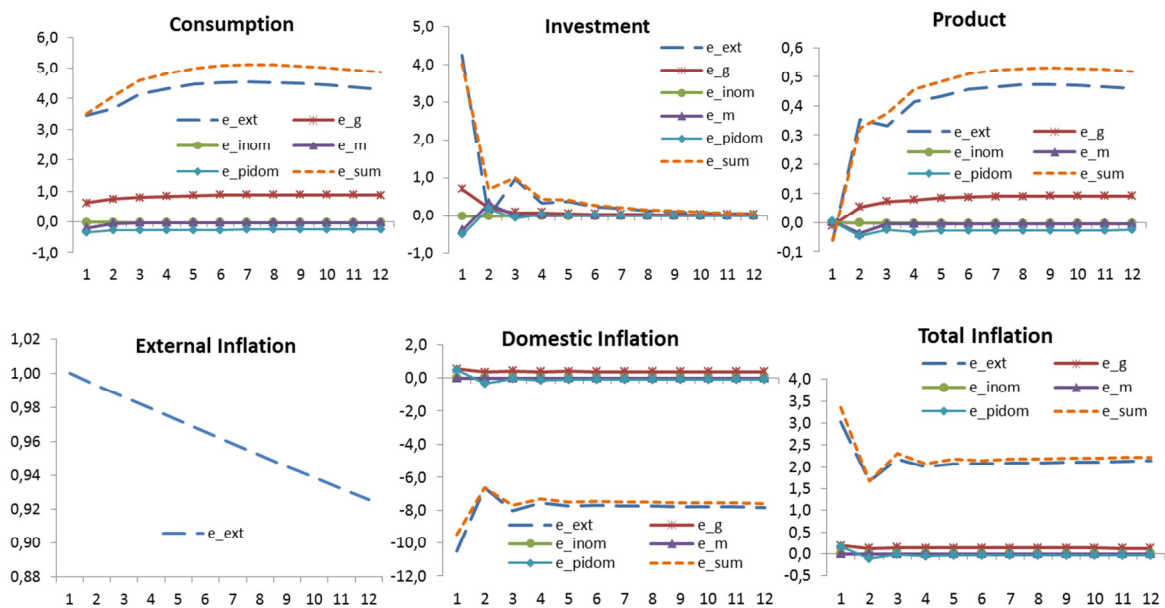 Consumption
6,0
5,0
4,0
3,0
2,0
1,0
0,0
-1,0
e_ext e_g
e_inom e_m
e_pidom e_sum
1 2 3 4 5 6 7 8 9 10 11 12
Investment
5,0
4,0
3,0
2,0
1,0
0,0
-1,0
e_ext
e_g
e_inom
e_m
e_pidom
e_sum
1 2 3 4 5 6 7 8 9 10 11 12
Product
0,6
0,5
0,4
0,3
0,2
0,1
0,0
-0,1
e_ext e_g
e_inom e_m
e_pidom e_sum
1 2 3 4 5 6 7 8 9 10 11 12
External Inflation
1,02
1,00
0,98
0,96
0,94
0,92
0,90
0,88
e_ext
1 2 3 4 5 6 7 8 9 10 11 12
Domestic Inflation
2,0
0,0
-2,0
-4,0
-6,0
-8,0
-10,0
-12,0
e_ext e_g
e_inom e_m
e_pidom e_sum
1 2 3 4 5 6 7 8 9 10 11 12
Total Inflation
e_ext e_g
e_inom e_m
e_pidom e_sum
4,0
3,5
3,0
2,5
2,0
1,5
1,0
0,5
0,0
-0,5
1 2 3 4 5 6 7 8 9 10 11 12